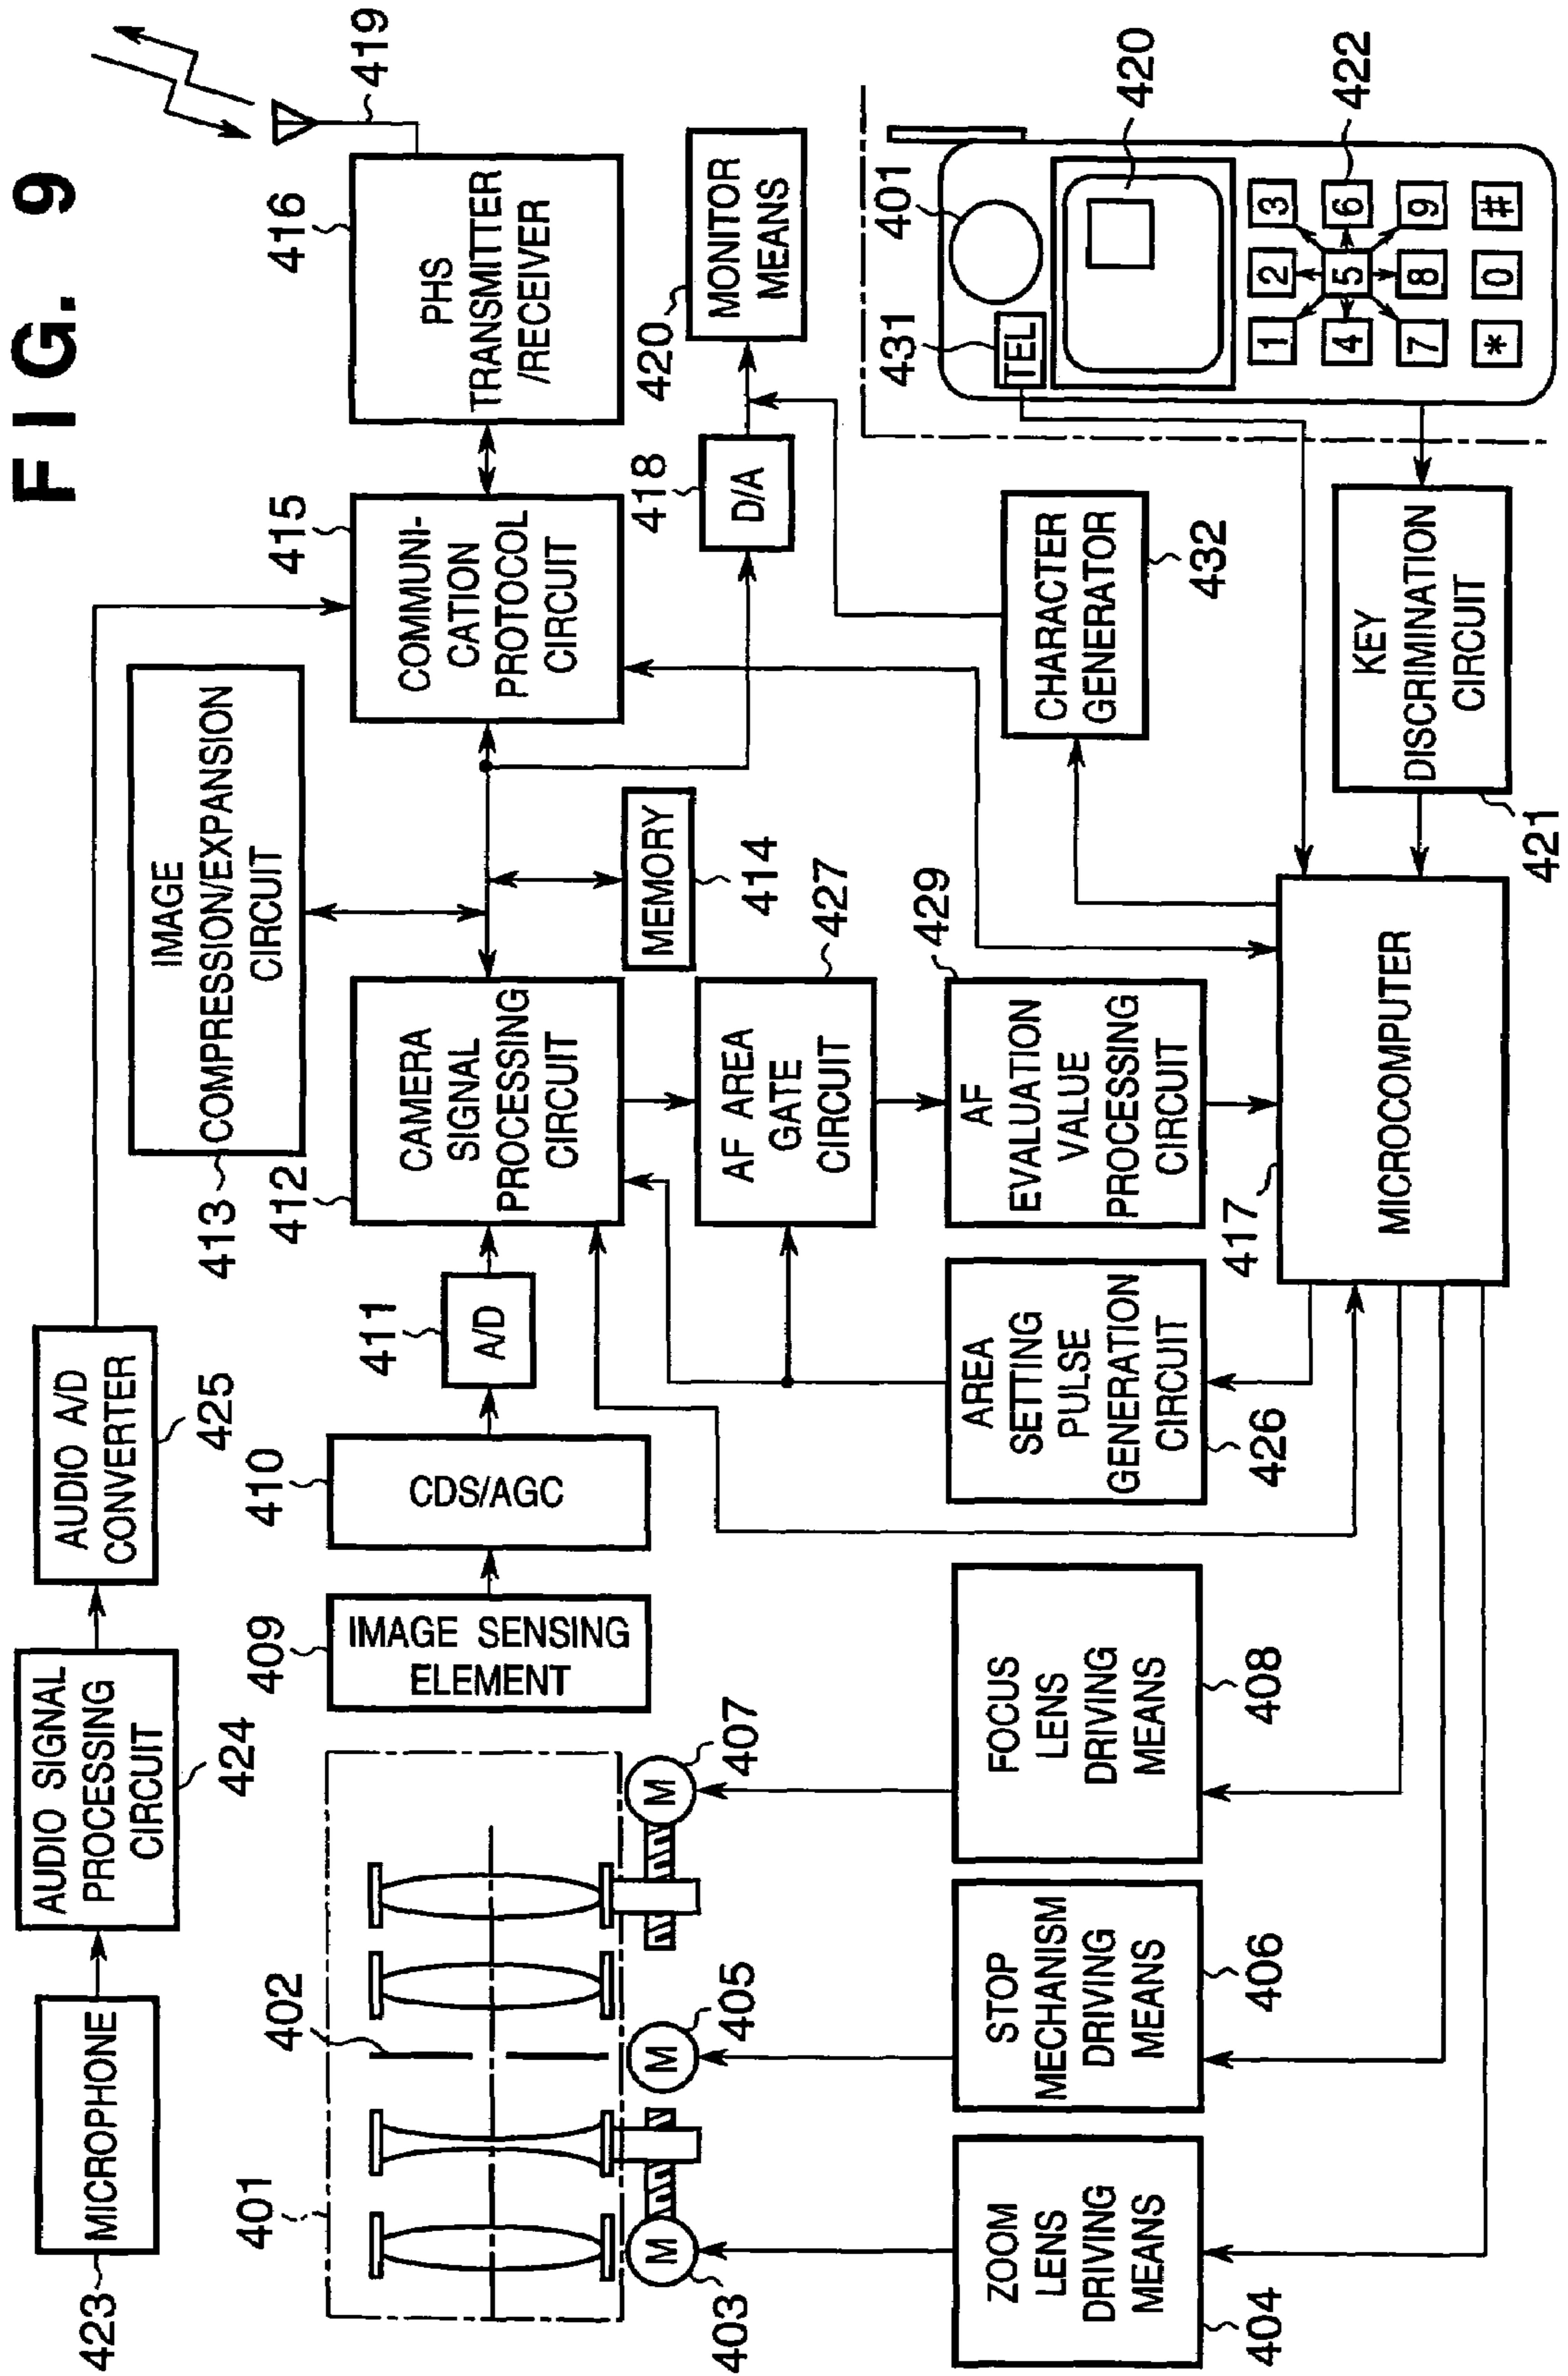 FIG. 9
423
MICROPHONE
AUDIO SIGNAL
PROCESSING
CIRCUIT
424
AUDIO A/D
CONVERTER
425
413
IMAGE
COMPRESSION/EXPANSION
CIRCUIT
401
402
403
M
405
M
407
M
409
IMAGE SENSING
ELEMENT
410
CDS/AGC
411
A/D
412
CAMERA
SIGNAL
PROCESSING
CIRCUIT
MEMORY
414
415
COMMUNI-
CATION
PROTOCOL
CIRCUIT
416
PHS
TRANSMITTER
/RECEIVER
419
418
D/A
420
MONITOR
MEANS
AF AREA
GATE
CIRCUIT
427
429
AF
EVALUATION
VALUE
PROCESSING
CIRCUIT
AREA
SETTING
PULSE
GENERATION
CIRCUIT
426
CHARACTER
GENERATOR
432
ZOOM
LENS
DRIVING
MEANS
404
STOP
MECHANISM
DRIVING
MEANS
406
FOCUS
LENS
DRIVING
MEANS
408
417
MICROCOMPUTER
KEY
DISCRIMINATION
CIRCUIT
421
431
401
TEL
420
1 2 3
4 5 6
7 8 9
* 0 #
422